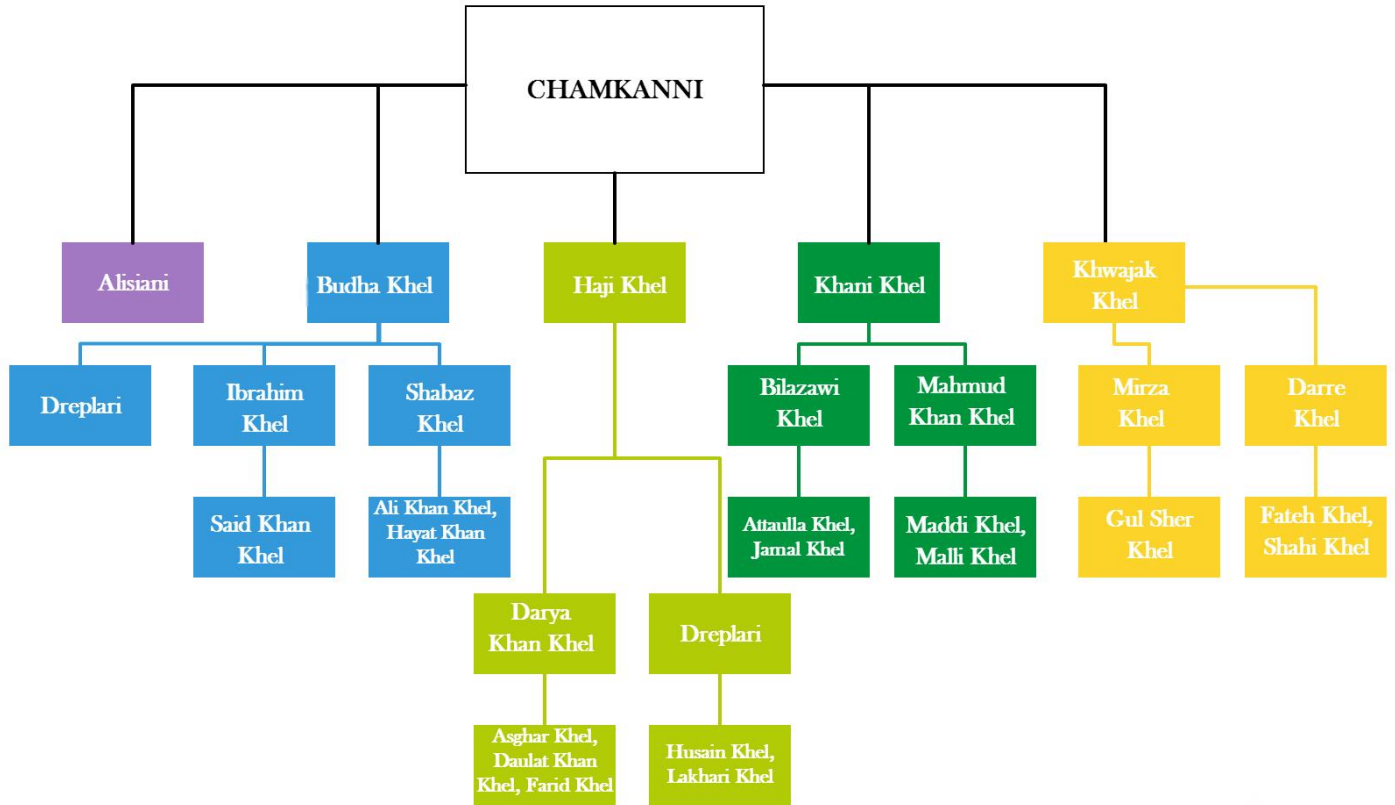 CHAMKANNI
Alisiani
Budha Khel
Haji Khel
Khani Khel
Khwajak
Khel
Dreplari
Ibrahim
Khel
Shabaz
Khel
Bilazawi
Khel
Mahmud
Khan Khel
Mirza
Khel
Darre
Khel
Said Khan
Khel
Ali Khan Khel,
Hayat Khan
Khel
Attaulla Khel,
Jamal Khel
Maddi Khel,
Malli Khel
Gul Sher
Khel
Fateh Khel,
Shahi Khel
Darya
Khan Khel
Dreplari
Asghar Khel,
Daulat Khan
Khel, Farid Khel
Husain Khel,
Lakhari Khel